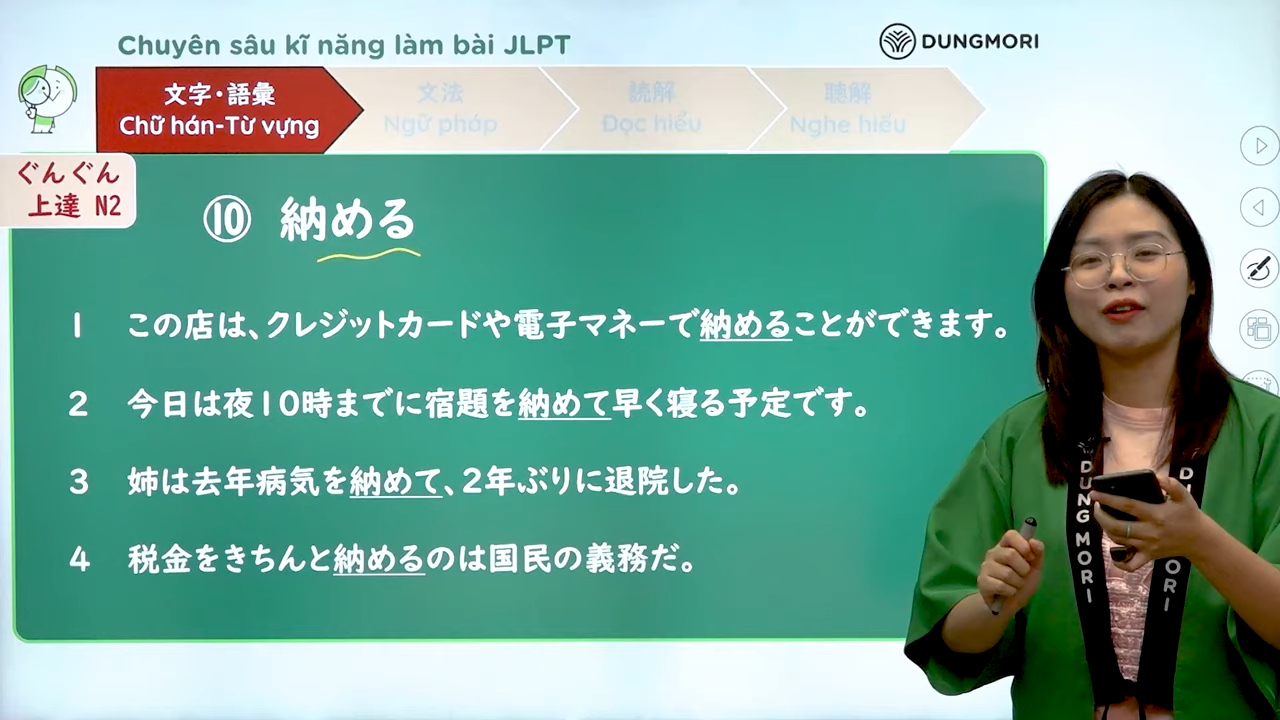 Chuyên sâu kĩ năng làm bài JLPT
DUNGMORI
文字・語彙
Chữ hán-Từ vựng
文法
Ngữ pháp
読解
Đọc hiểu
聴解
Nghe hiểu
ぐんぐん
上達 N2
⑩ 納める
1 この店は、クレジットカードや電子マネーで納めることができます。
2 今日は夜10時までに宿題を納めて早く寝る予定です。
3 姉は去年病気を納めて、2年ぶりに退院した。
4 税金をきちんと納めるのは国民の義務だ。
DUNGMORI